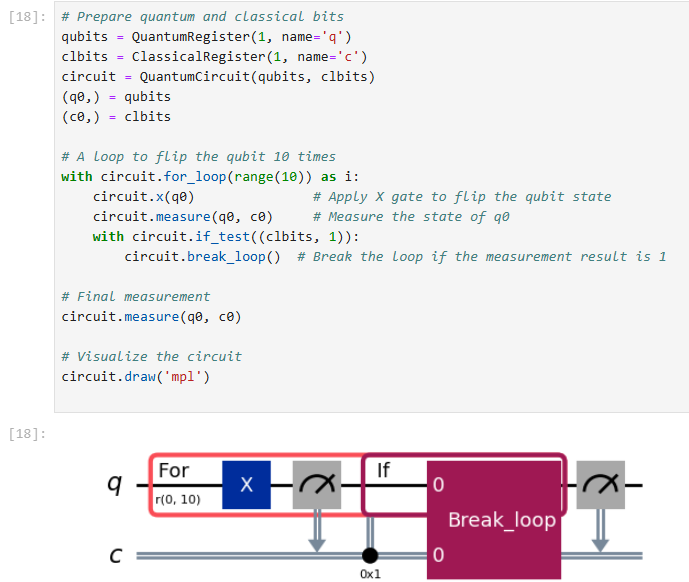 [18]: # Prepare quantum and classical bits
qubits = QuantumRegister(1, name='q')
clbits = ClassicalRegister(1, name='c')
circuit = QuantumCircuit(qubits, clbits)
(q0,) = qubits
(c0,) = clbits
# A loop to flip the qubit 10 times
with circuit.for_loop(range(10)) as i:
    circuit.x(q0)               # Apply X gate to flip the qubit state
    circuit.measure(q0, c0)     # Measure the state of q0
    with circuit.if_test((clbits, 1)):
        circuit.break_loop()  # Break the loop if the measurement result is 1
# Final measurement
circuit.measure(q0, c0)
# Visualize the circuit
circuit.draw('mpl')
[18]:
For If
q X 0
r(0, 10)
Break_loop
c 0
0x1